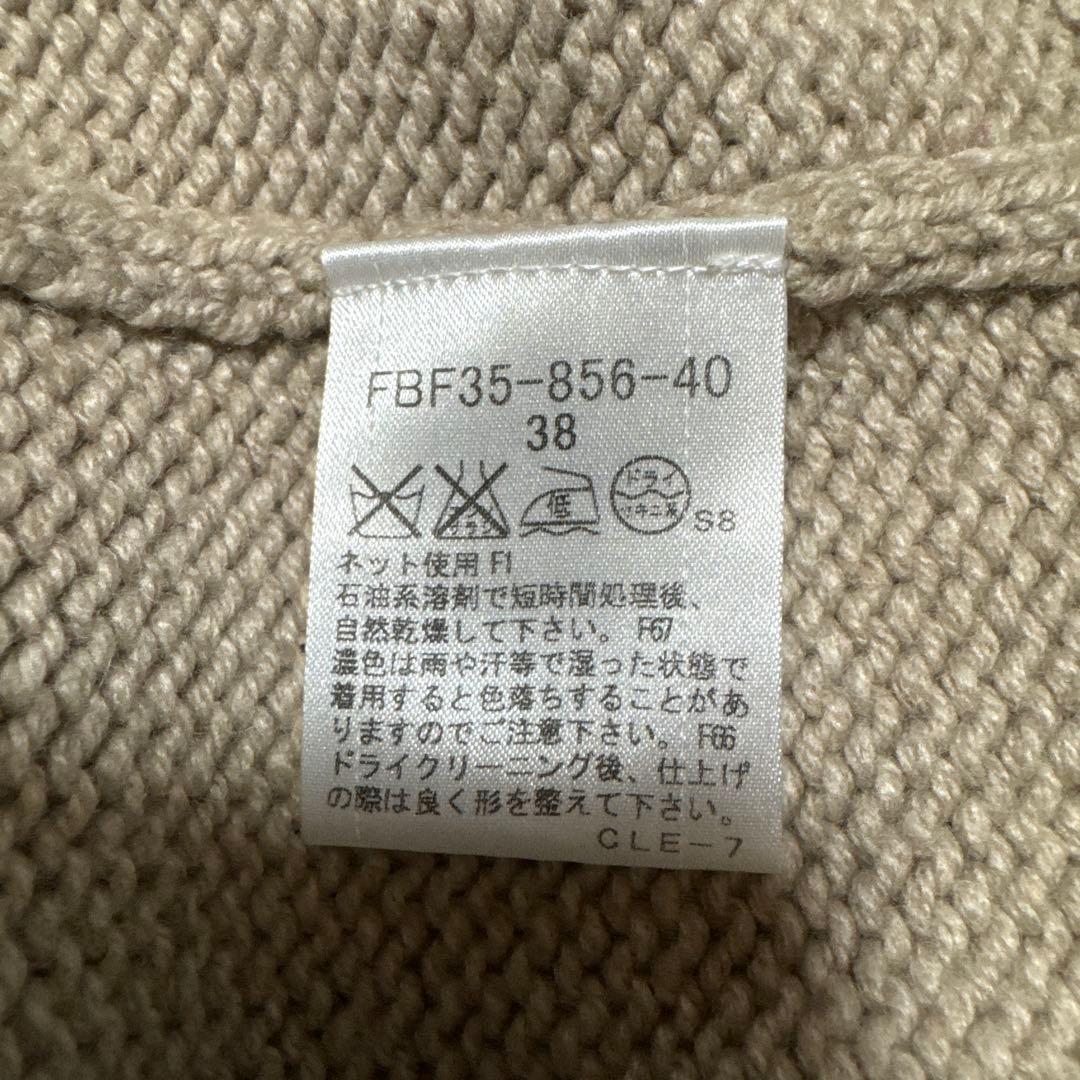 FBF35-856-40
38
低 ドライ
S8
ネット使用 F1
石油系溶剤で短時間処理後、
自然乾燥して下さい。 F67
濃色は雨や汗等で湿った状態で
着用すると色落ちすることがあ
りますのでご注意下さい。 F66
ドライクリーニング後、仕上げ
の際は良く形を整えて下さい。
CLE-7